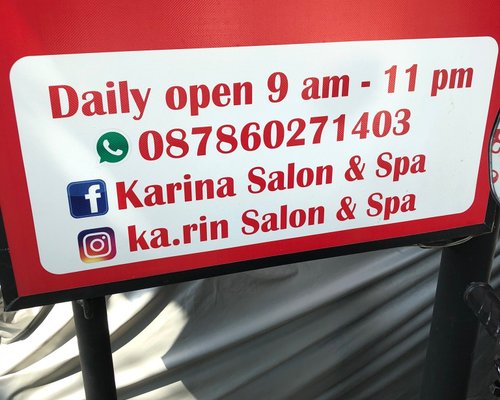 Daily open 9 am - 11 pm
087860271403
Karina Salon & Spa
ka.rin Salon & Spa